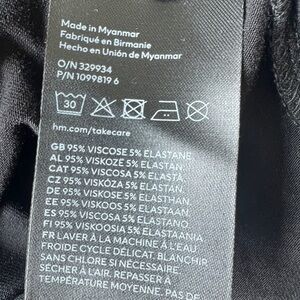 Made in Myanmar
Fabriqué en Birmanie
Hecho en Unión de Myanmar
O/N 329934
P/N 1099819 6
30
hm.com/takecare
GB 95% VISCOSE 5% ELASTANE
AL 95% VISKOZË 5% ELASTAN
CAT 95% VISCOSA 5% ELASTÀ
CZ 95% VISKÓZA 5% ELASTAN
DE 95% VISKOSE 5% ELASTHAN
EE 95% VISKOOS 5% ELASTAAN
ES 95% VISCOSA 5% ELASTANO
FI 95% VISKOOSIA 5% ELASTAANIA
FR LAVER À LA MACHINE À L'EAU
FROIDE CYCLE DÉLICAT. BLANCHIR
SANS CHLORE SI NÉCESSAIRE.
SÉCHER À L'AIR. REPASSER À
TEMPÉRATURE MOYENNE. PAS DE